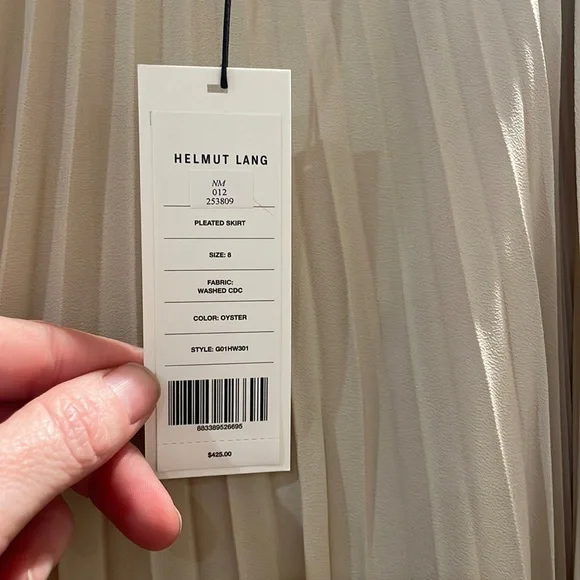 HELMUT LANG
NM
012
253809
PLEATED SKIRT
SIZE: 8
FABRIC:
WASHED CDC
COLOR: OYSTER
STYLE: G01HW301
883389526695
$425.00